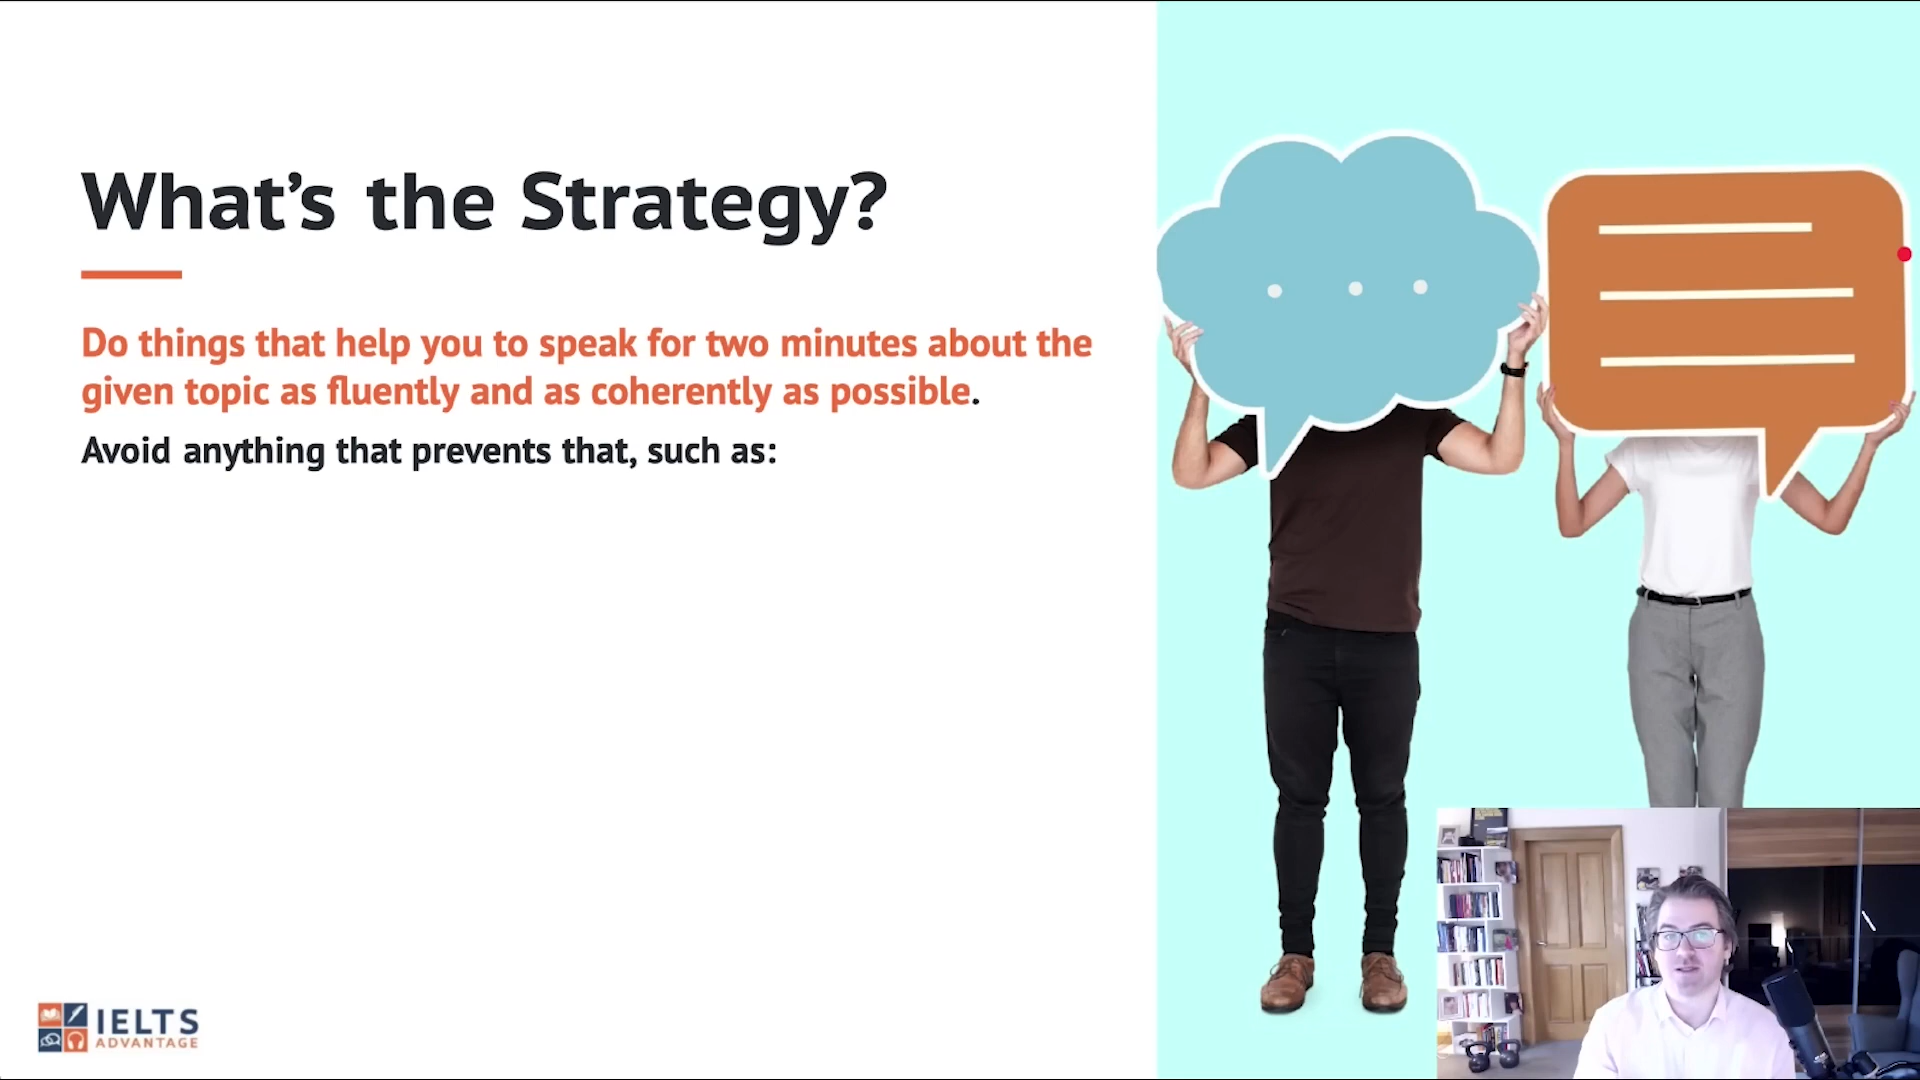 What’s the Strategy?
Do things that help you to speak for two minutes about the
given topic as fluently and as coherently as possible.
Avoid anything that prevents that, such as:
IELTS
ADVANTAGE